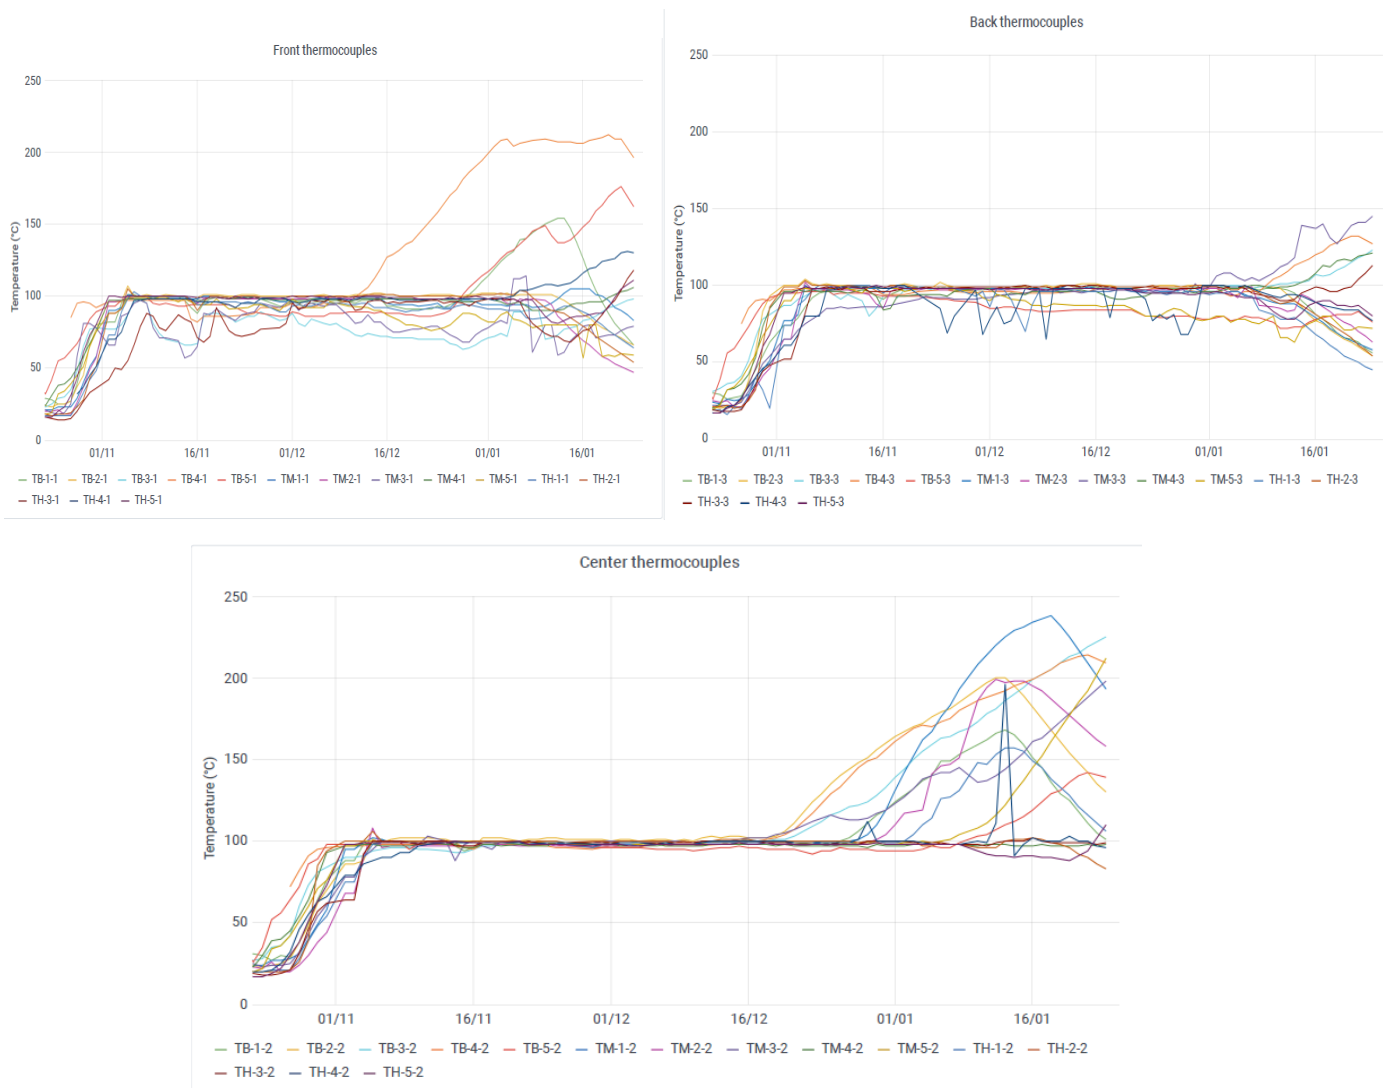 Front thermocouples
250
200
150
100
50
0
Temperature (°C)
01/11 16/11 01/12 16/12 01/01 16/01
TB-1-1 TB-2-1 TB-3-1 TB-4-1 TB-5-1 TM-1-1 TM-2-1 TM-3-1 TM-4-1 TM-5-1 TH-1-1 TH-2-1
TH-3-1 TH-4-1 TH-5-1
Back thermocouples
250
200
150
100
50
0
Temperature (°C)
01/11 16/11 01/12 16/12 01/01 16/01
TB-1-3 TB-2-3 TB-3-3 TB-4-3 TB-5-3 TM-1-3 TM-2-3 TM-3-3 TM-4-3 TM-5-3 TH-1-3 TH-2-3
TH-3-3 TH-4-3 TH-5-3
Center thermocouples
250
200
150
100
50
0
Temperature (°C)
01/11 16/11 01/12 16/12 01/01 16/01
TB-1-2 TB-2-2 TB-3-2 TB-4-2 TB-5-2 TM-1-2 TM-2-2 TM-3-2 TM-4-2 TM-5-2 TH-1-2 TH-2-2
TH-3-2 TH-4-2 TH-5-2